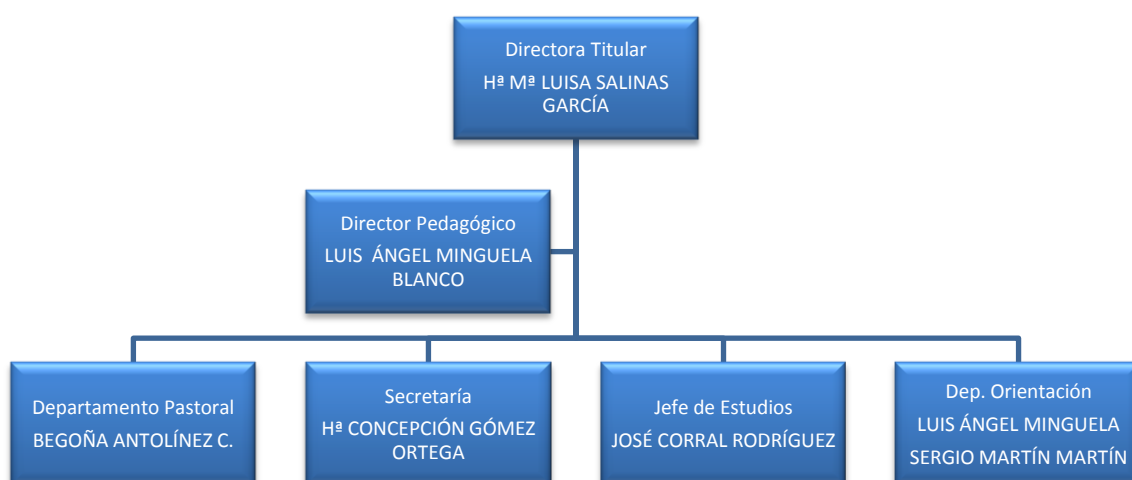 Directora Titular
Hª Mª LUISA SALINAS
GARCÍA
Director Pedagógico
LUIS ÁNGEL MINGUELA
BLANCO
Departamento Pastoral
BEGOÑA ANTOLÍNEZ C.
Secretaría
Hª CONCEPCIÓN GÓMEZ
ORTEGA
Jefe de Estudios
JOSÉ CORRAL RODRÍGUEZ
Dep. Orientación
LUIS ÁNGEL MINGUELA
SERGIO MARTÍN MARTÍN